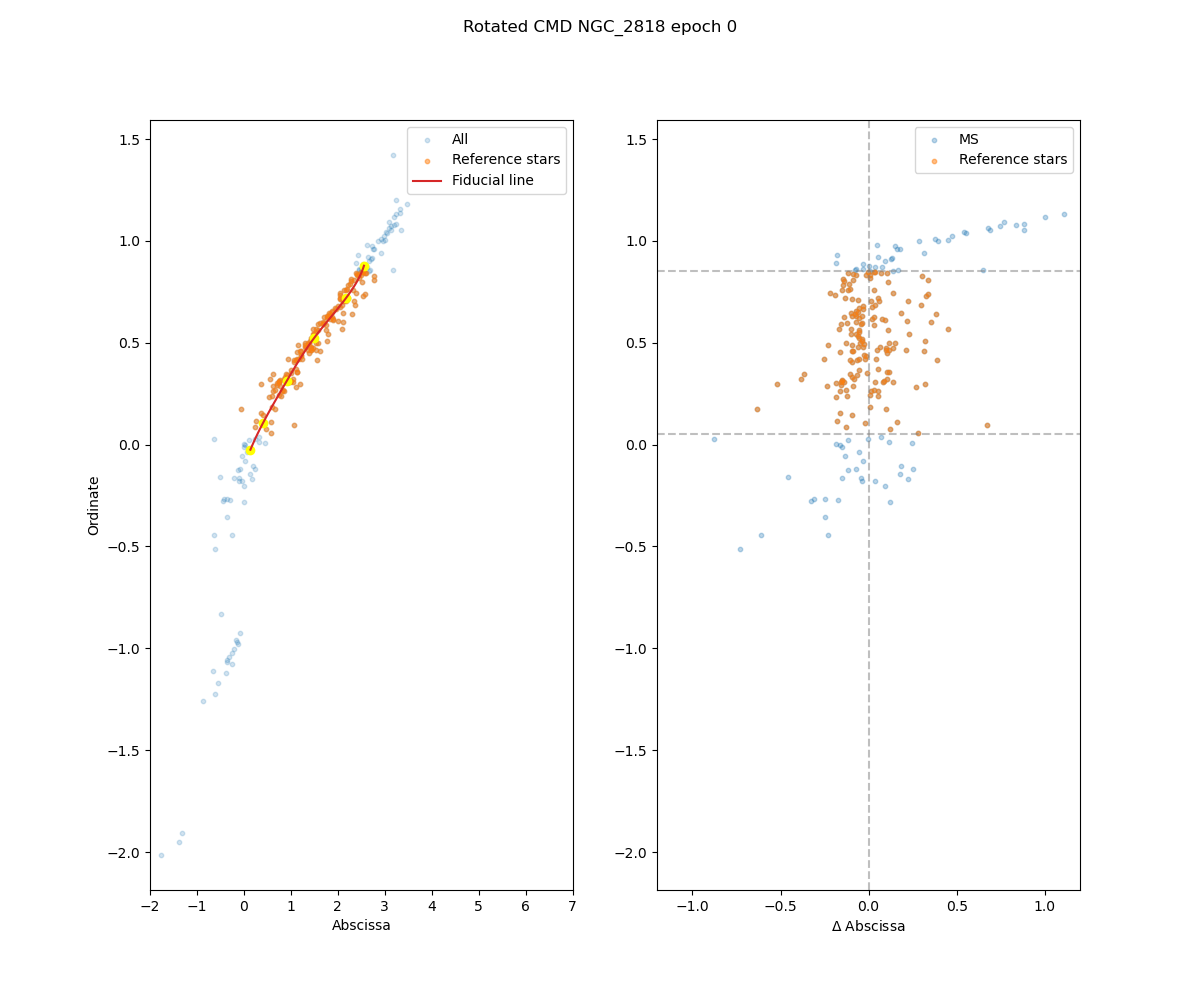 Rotated CMD NGC_2818 epoch 0
All
Reference stars
Fiducial line
1.5
1.0
0.5
0.0
−0.5
−1.0
−1.5
−2.0
Ordinate
−2 −1 0 1 2 3 4 5 6 7
Abscissa
MS
Reference stars
1.5
1.0
0.5
0.0
−0.5
−1.0
−1.5
−2.0
−1.0 −0.5 0.0 0.5 1.0
Δ Abscissa